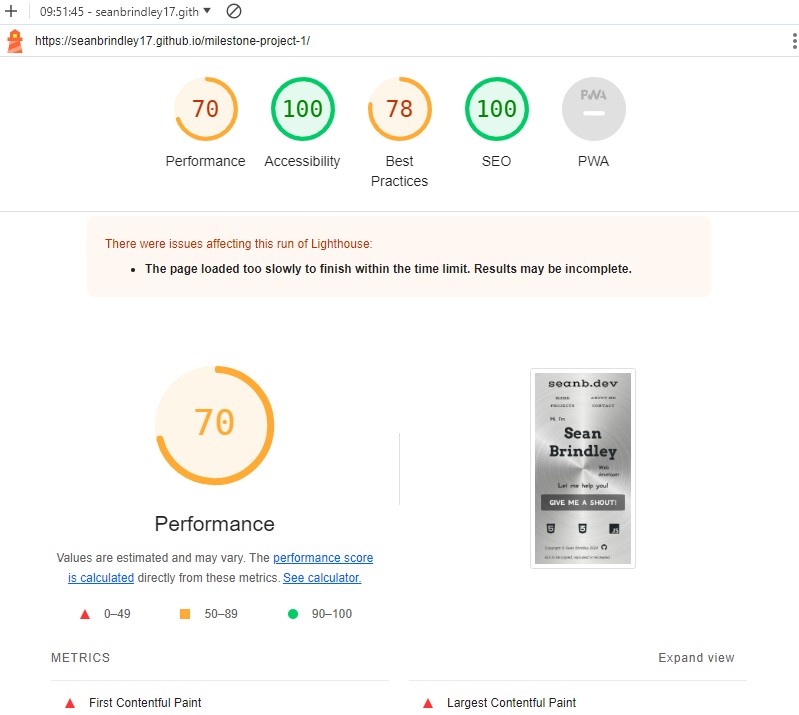 09:51:45 - seanbrindley17.gith
https://seanbrindley17.github.io/milestone-project-1/
70
100
78
100
PWA
Performance
Accessibility
Best
Practices
SEO
PWA
There were issues affecting this run of Lighthouse:
• The page loaded too slowly to finish within the time limit. Results may be incomplete.
70
Performance
Values are estimated and may vary. The performance score
is calculated directly from these metrics. See calculator.
0–49
50–89
90–100
seanb.dev
HOME
ABOUT ME
PROJECTS
CONTACT
Hi, I'm
Sean
Brindley
Web
developer
Let me help you!
GIVE ME A SHOUT!
Copyright © Sean Brindley 2024
METRICS
Expand view
First Contentful Paint
Largest Contentful Paint